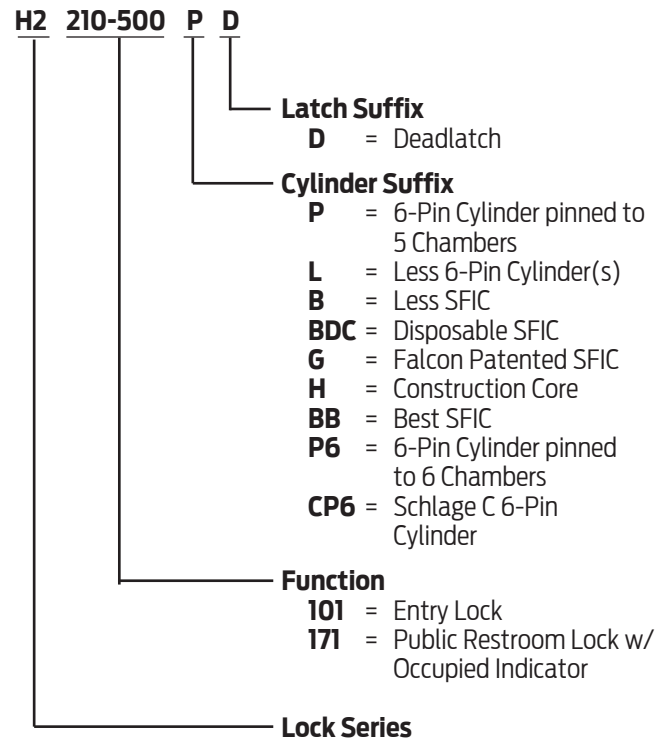 H2 210-500 P D
Latch Suffix
D = Deadlatch
Cylinder Suffix
P = 6-Pin Cylinder pinned to
5 Chambers
L = Less 6-Pin Cylinder(s)
B = Less SFIC
BDC = Disposable SFIC
G = Falcon Patented SFIC
H = Construction Core
BB = Best SFIC
P6 = 6-Pin Cylinder pinned
to 6 Chambers
CP6 = Schlage C 6-Pin
Cylinder
Function
101 = Entry Lock
171 = Public Restroom Lock w/
Occupied Indicator
Lock Series